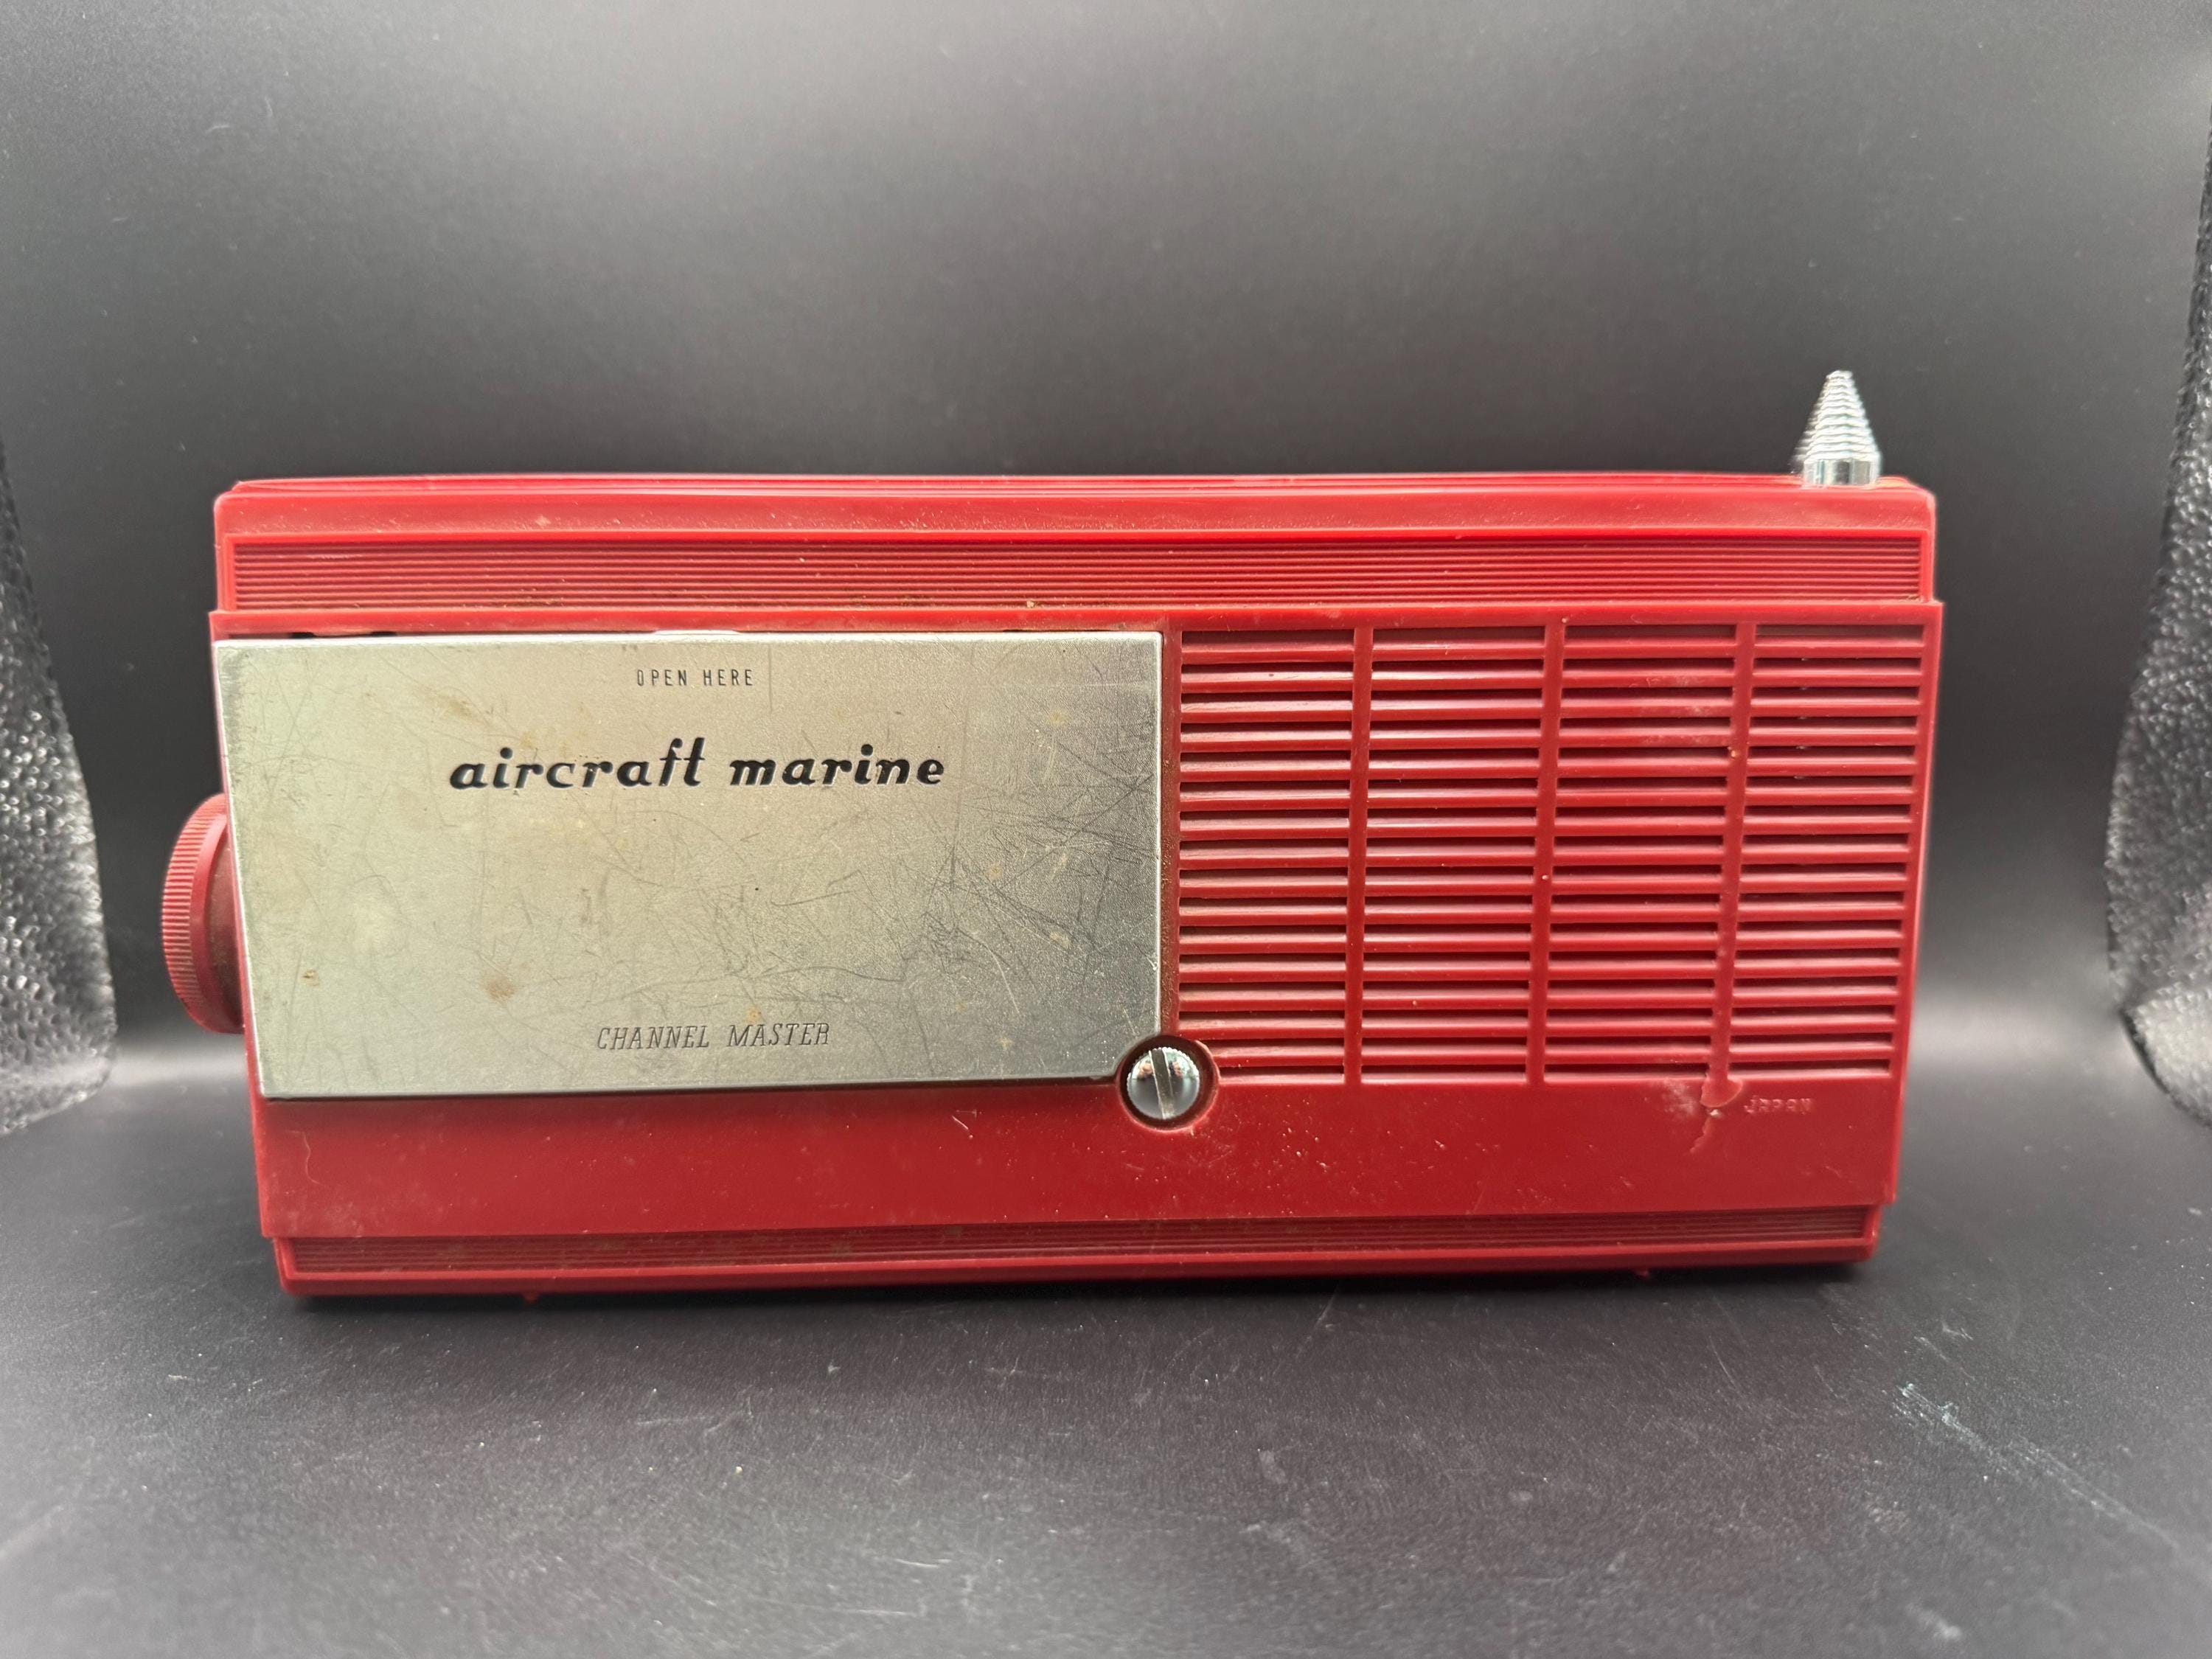 OPEN HERE
aircraft marine
CHANNEL MASTER
JAPAN